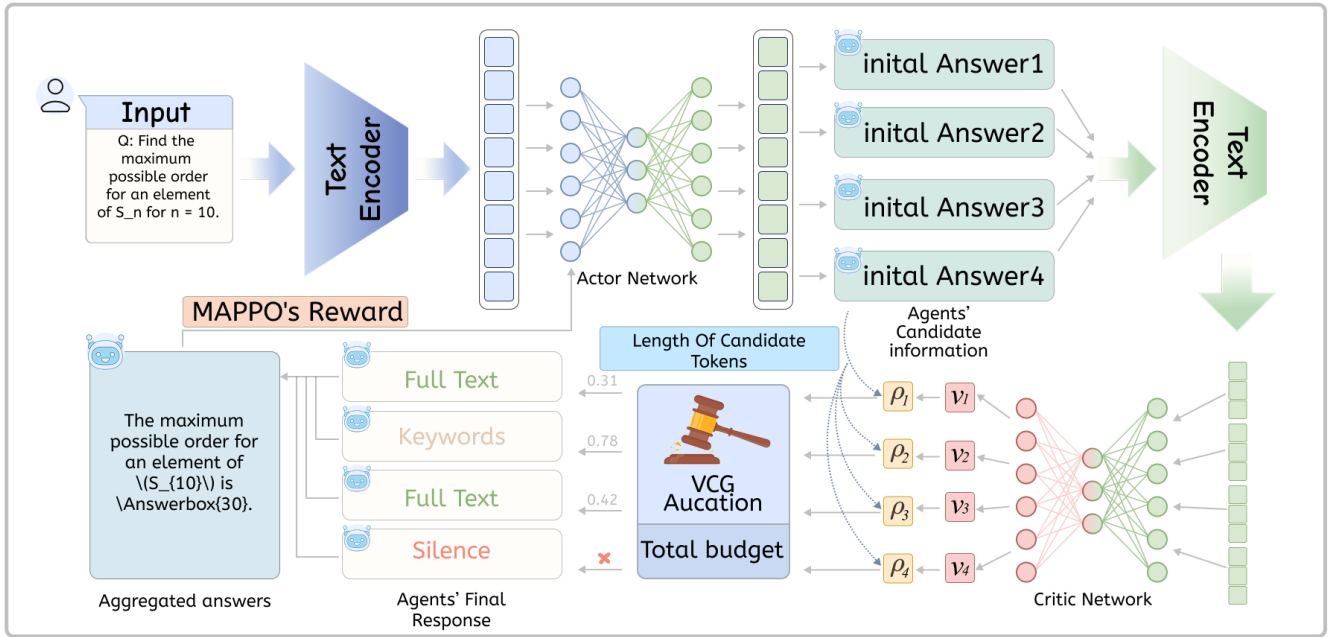 Input
Q: Find the
maximum
possible order
for an element
of S_n for n = 10.
Text
Encoder
Actor Network
inital Answer1
inital Answer2
inital Answer3
inital Answer4
Agents’
Candidate
information
Text
Encoder
MAPPO's Reward
The maximum
possible order for
an element of
\(S_{10}\) is
\Answerbox{30}.
Aggregated answers
Full Text
Keywords
Full Text
Silence
Agents’ Final
Response
0.31
0.78
0.42
Length Of Candidate
Tokens
VCG
Aucation
Total budget
ρ1
ρ2
ρ3
ρ4
v1
v2
v3
v4
Critic Network